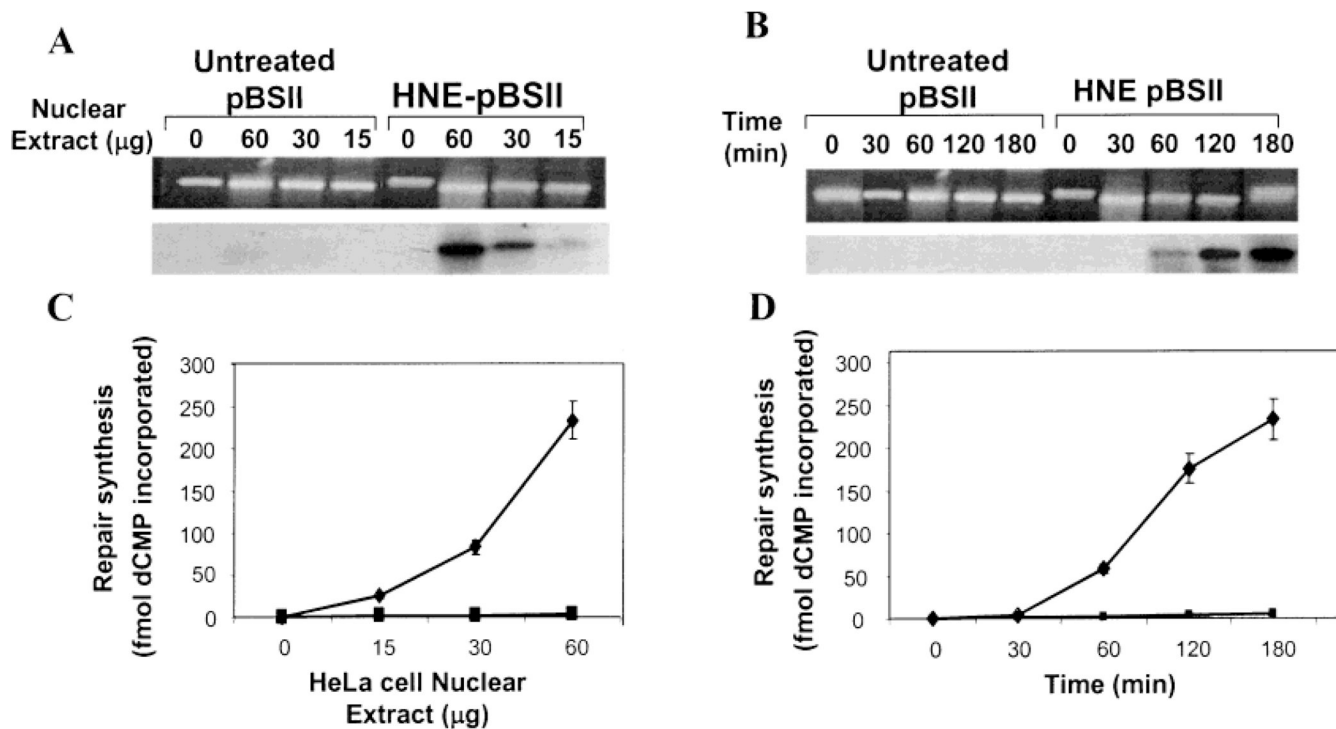 A
Untreated
pBSII
HNE-pBSII
Nuclear
Extract (μg)
0 60 30 15 0 60 30 15
B
Untreated
pBSII
HNE pBSII
Time
(min)
0 30 60 120 180 0 30 60 120 180
C
Repair synthesis
(fmol dCMP incorporated)
300
250
200
150
100
50
0
0 15 30 60
HeLa cell Nuclear
Extract (μg)
D
Repair synthesis
(fmol dCMP incorporated)
300
250
200
150
100
50
0
0 30 60 120 180
Time (min)